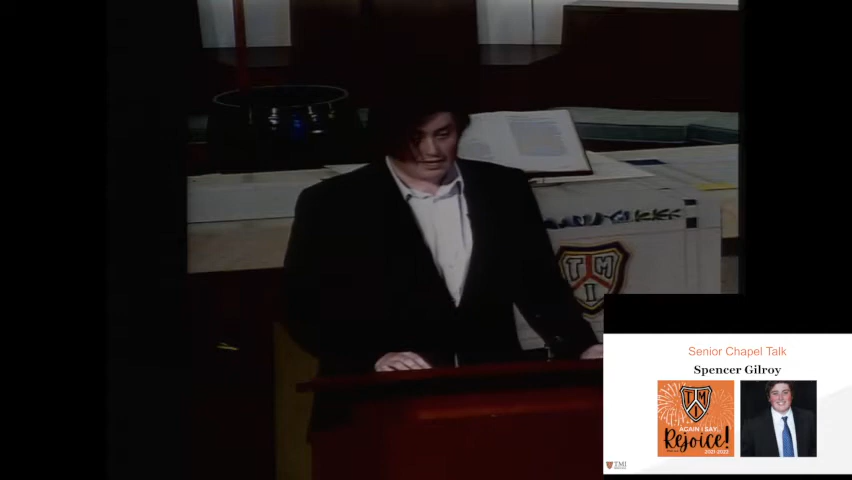 T M
I
Senior Chapel Talk
Spencer Gilroy
T M
I
AGAIN I SAY,
Rejoice!
2021-2022
TMI